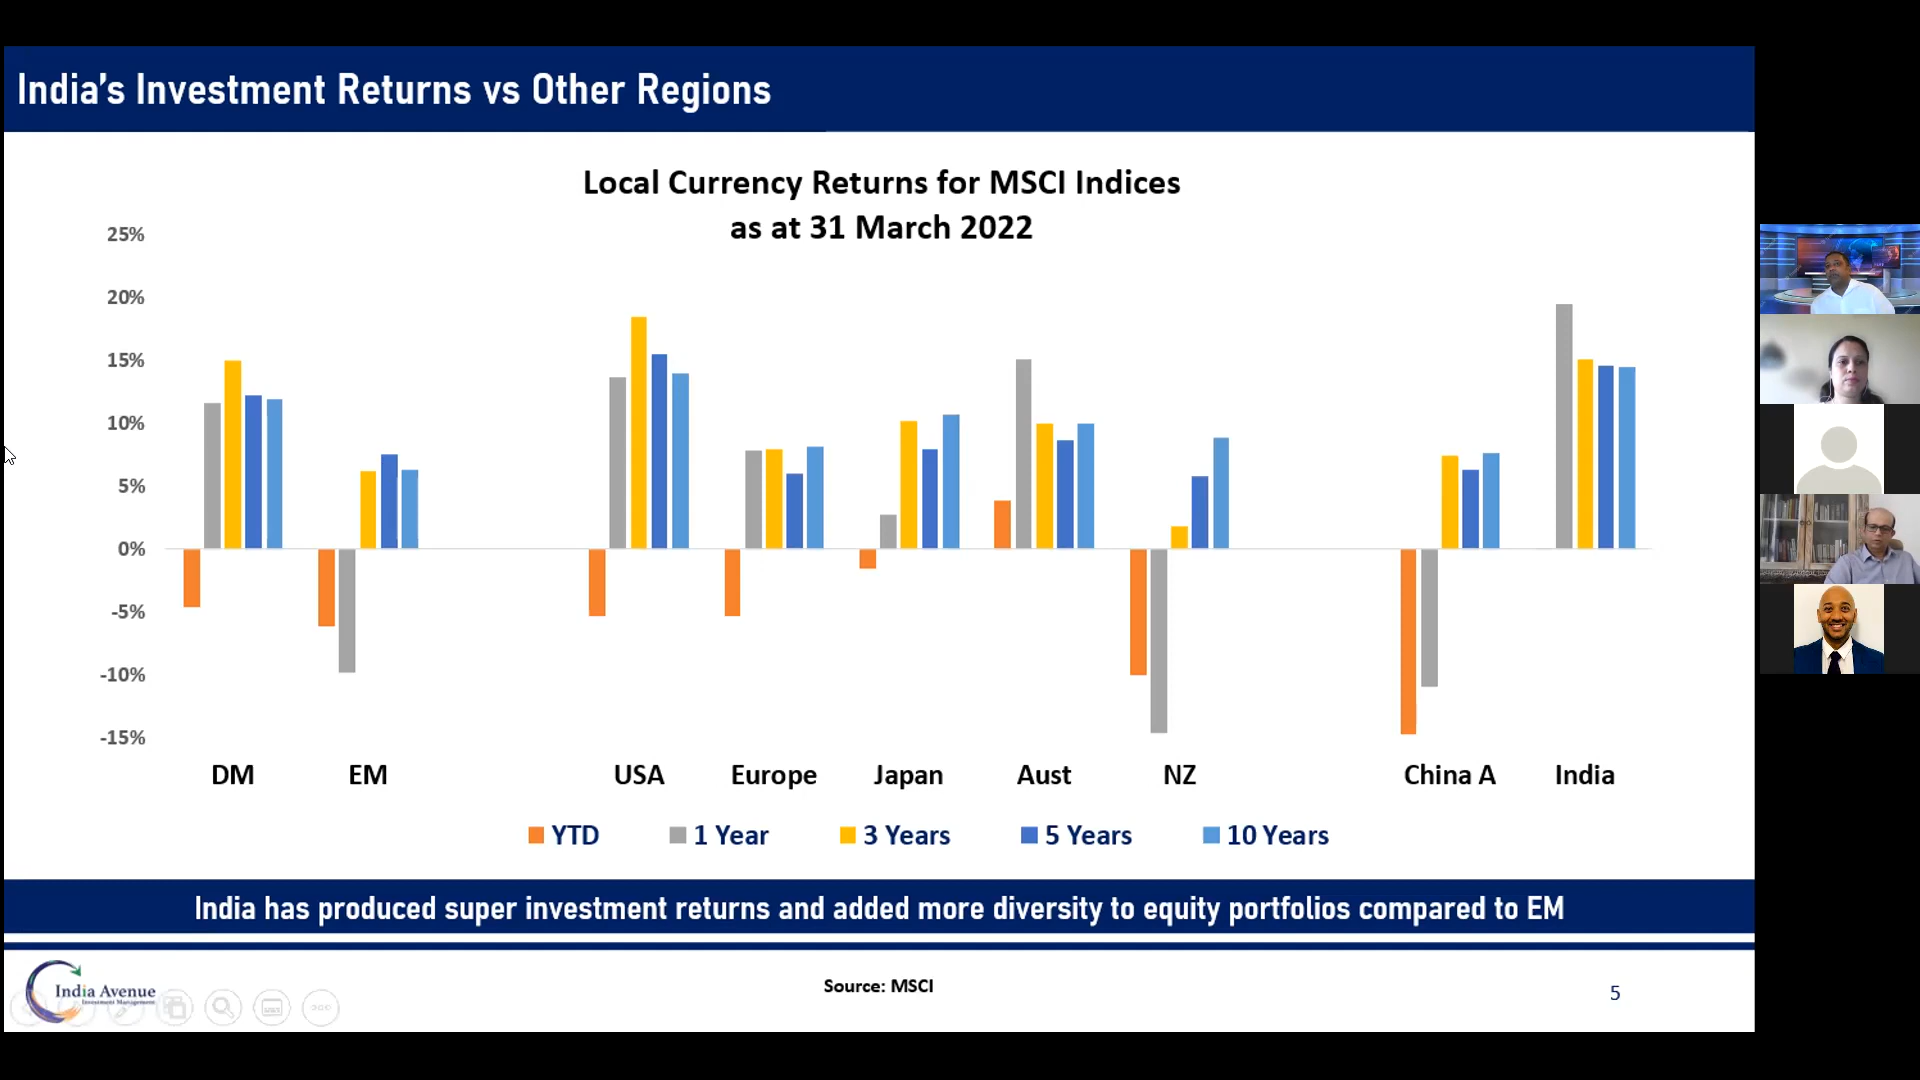 India's Investment Returns vs Other Regions
Local Currency Returns for MSCI Indices
as at 31 March 2022
25%
20%
15%
10%
5%
0%
-5%
-10%
-15%
DM EM USA Europe Japan Aust NZ China A India
YTD 1 Year 3 Years 5 Years 10 Years
India has produced super investment returns and added more diversity to equity portfolios compared to EM
India Avenue
Investment Management
Source: MSCI
5